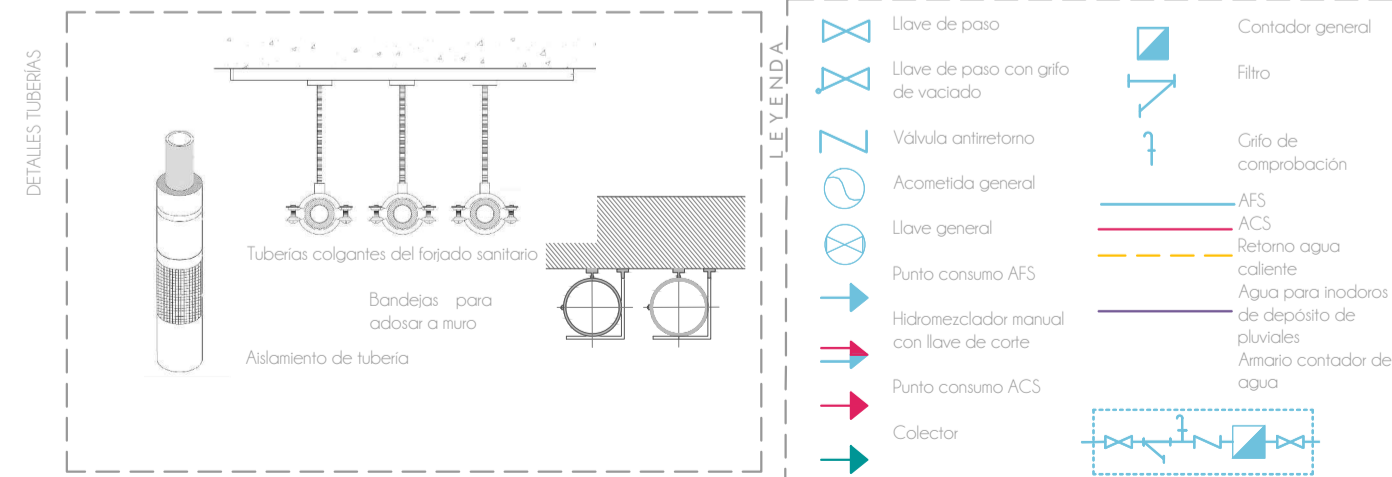 DETALLES TUBERÍAS
Tuberias colgantes del forjado sanitario
Bandejas para
adosar a muro
Aislamiento de tuberia
LEYENDA
Llave de paso
Llave de paso con grifo
de vaciado
Válvula antirretorno
Acometida general
Llave general
Punto consumo AFS
Hidromezclador manual
con llave de corte
Punto consumo ACS
Colector
Contador general
Filtro
Grifo de
comprobación
AFS
ACS
Retorno agua
caliente
Agua para inodoros
de depósito de
pluviales
Armario contador de
agua